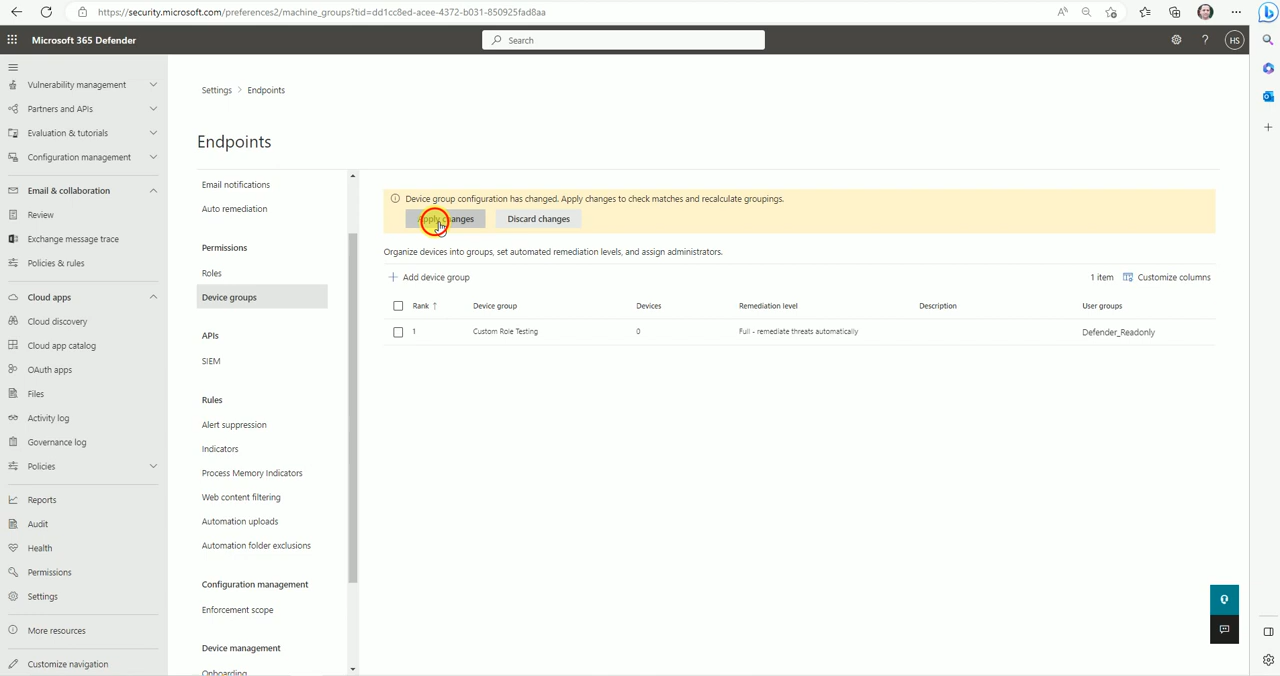 https://security.microsoft.com/preferences2/machine_groups?tid=dd1cc8ed-acee-4372-b031-850925fad8aa
Microsoft 365 Defender
Search
HS
Vulnerability management
Partners and APIs
Evaluation & tutorials
Configuration management
Email & collaboration
Review
Exchange message trace
Policies & rules
Cloud apps
Cloud discovery
Cloud app catalog
OAuth apps
Files
Activity log
Governance log
Policies
Reports
Audit
Health
Permissions
Settings
More resources
Customize navigation
Settings > Endpoints
Endpoints
Email notifications
Auto remediation
Permissions
Roles
Device groups
APIs
SIEM
Rules
Alert suppression
Indicators
Process Memory Indicators
Web content filtering
Automation uploads
Automation folder exclusions
Configuration management
Enforcement scope
Device management
Onboarding
Device group configuration has changed. Apply changes to check matches and recalculate groupings.
Apply changes Discard changes
Organize devices into groups, set automated remediation levels, and assign administrators.
Add device group 1 item Customize columns
Rank ↑ Device group Devices Remediation level Description User groups
1 Custom Role Testing 0 Full - remediate threats automatically Defender_Readonly